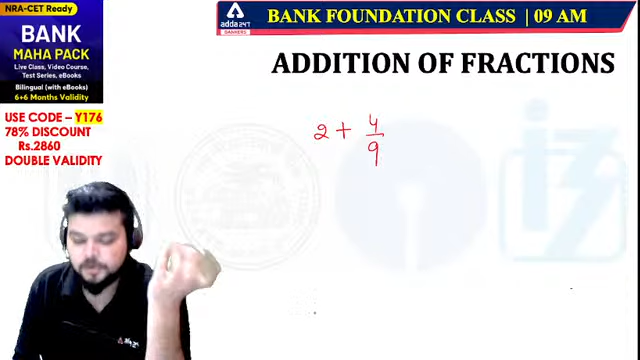 NRA-CET Ready
BANK
MAHA PACK
Live Class, Video Course,
Test Series, eBooks
Bilingual (with eBooks)
6+6 Months Validity
USE CODE – Y176
78% DISCOUNT
Rs.2860
DOUBLE VALIDITY
adda247
BANKERS
BANK FOUNDATION CLASS | 09 AM
ADDITION OF FRACTIONS
2 + 4/9